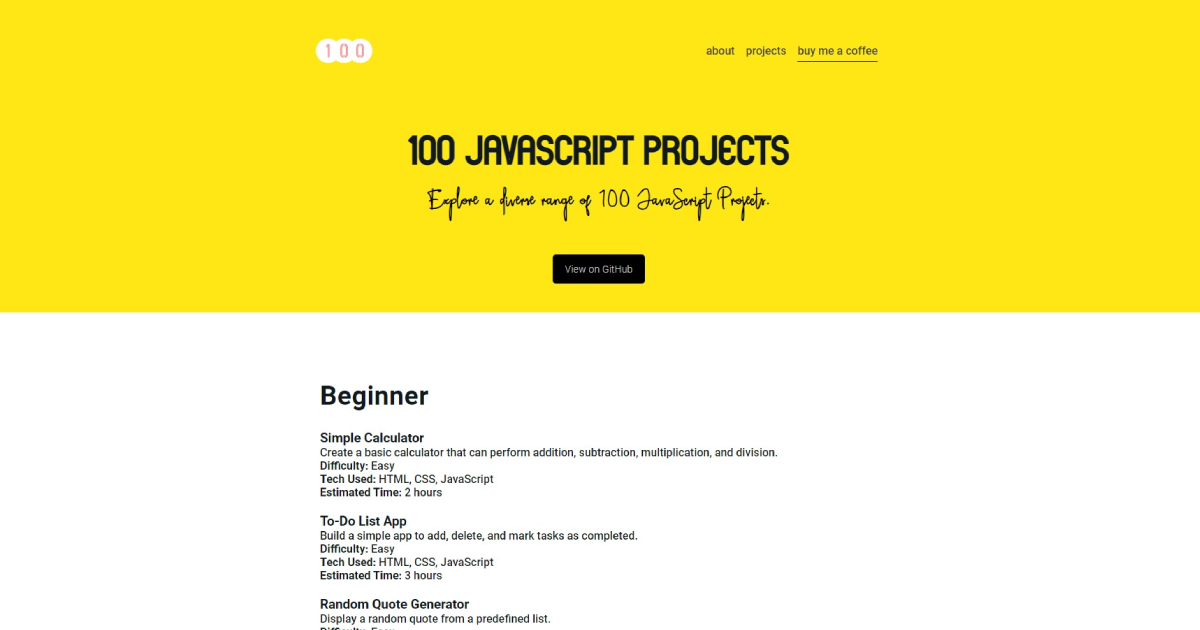 100
about projects buy me a coffee
100 JAVASCRIPT PROJECTS
Explore a diverse range of 100 JavaScript Projects.
View on GitHub
Beginner
Simple Calculator
Create a basic calculator that can perform addition, subtraction, multiplication, and division.
Difficulty: Easy
Tech Used: HTML, CSS, JavaScript
Estimated Time: 2 hours
To-Do List App
Build a simple app to add, delete, and mark tasks as completed.
Difficulty: Easy
Tech Used: HTML, CSS, JavaScript
Estimated Time: 3 hours
Random Quote Generator
Display a random quote from a predefined list.
Difficulty: Easy